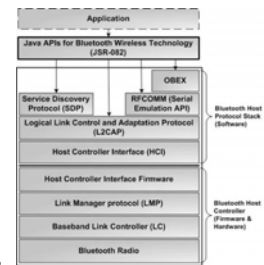 Application
Java APIs for Bluetooth Wireless Technology
(JSR-082)
OBEX
Service Discovery
Protocol (SDP)
RFCOMM (Serial
Emulation API)
Logical Link Control and Adaptation Protocol
(L2CAP)
Host Controller Interface (HCI)
Bluetooth Host
Protocol Stack
(Software)
Host Controller Interface Firmware
Link Manager protocol (LMP)
Baseband Link Controller (LC)
Bluetooth Radio
Bluetooth Host
Controller
(Firmware &
Hardware)